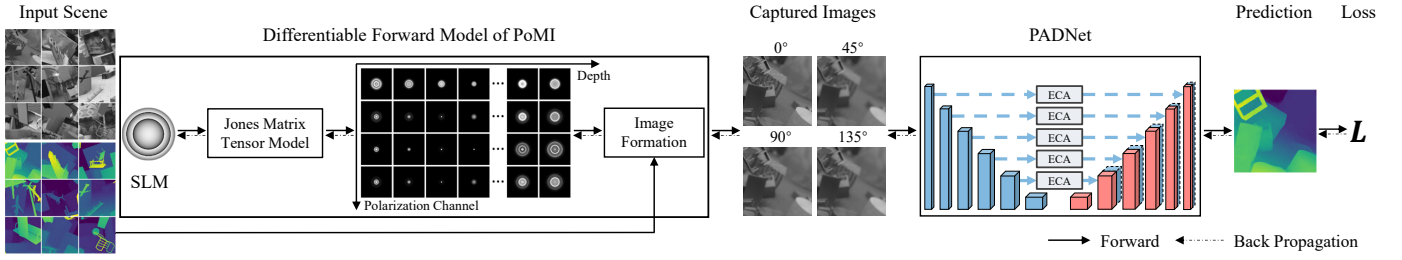 Input Scene
Differentiable Forward Model of PoMI
Captured Images
PADNet
Prediction
Loss
SLM
Jones Matrix
Tensor Model
Depth
...
...
...
...
Polarization Channel
Image
Formation
0°
45°
90°
135°
ECA
ECA
ECA
ECA
ECA
L
Forward
Back Propagation